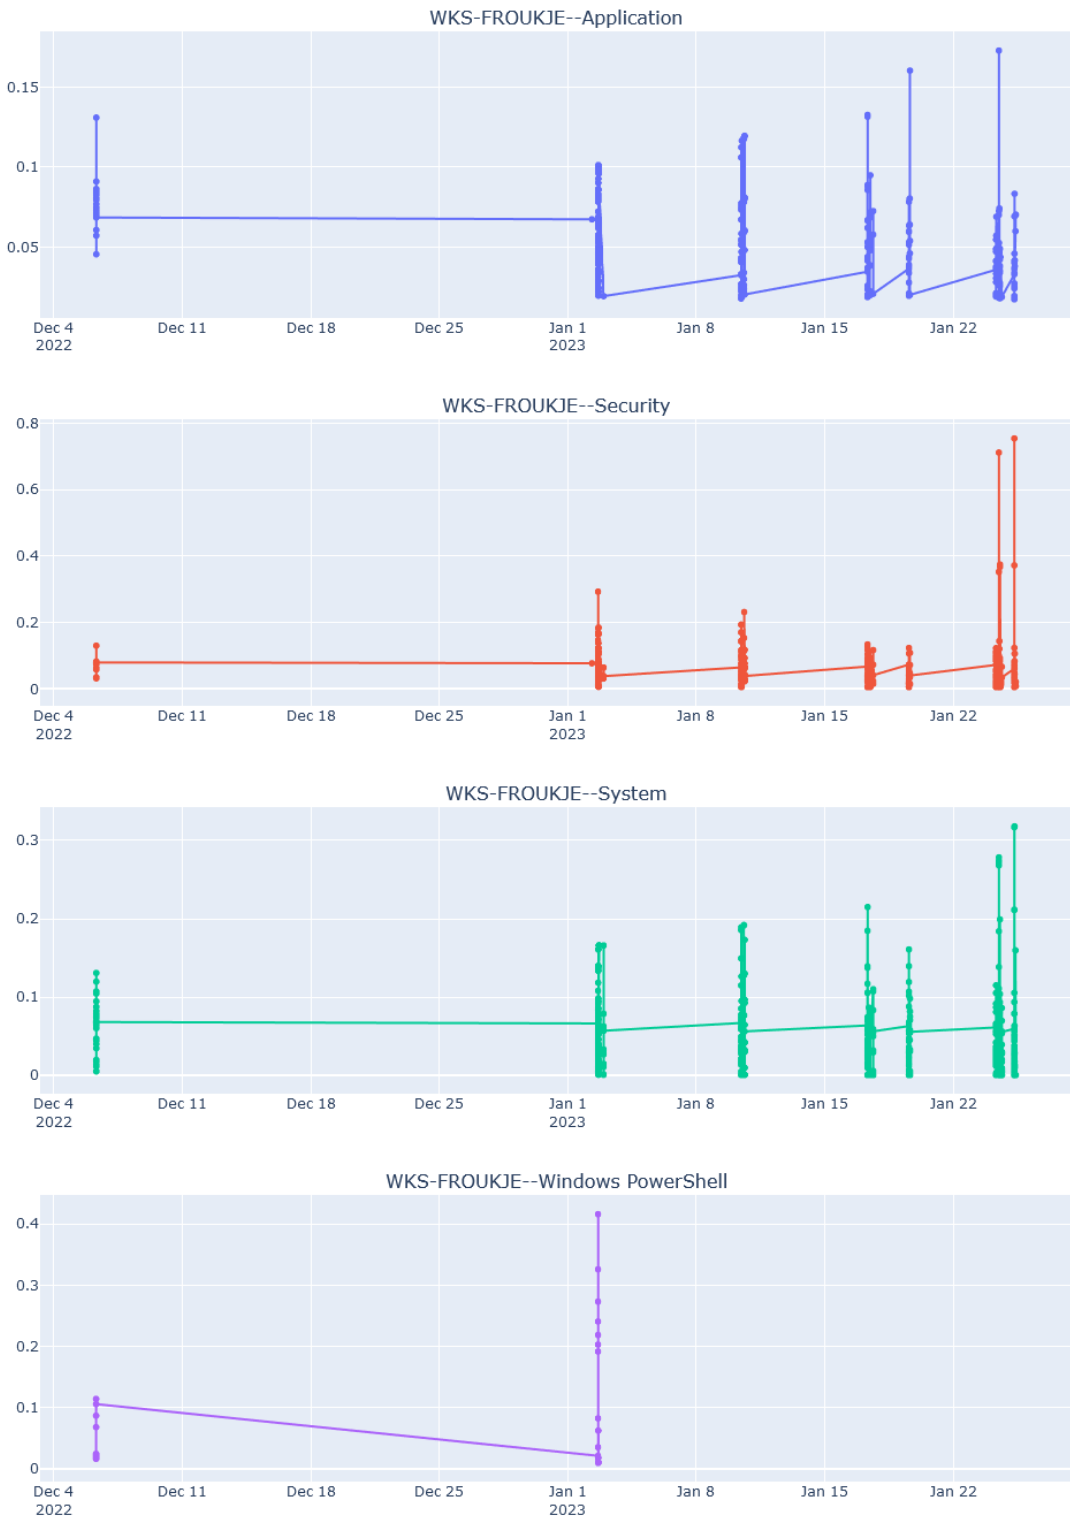 WKS-FROUKJE--Application
0.15
0.1
0.05
Dec 4 Dec 11 Dec 18 Dec 25 Jan 1 Jan 8 Jan 15 Jan 22
2022 2023
WKS-FROUKJE--Security
0.8
0.6
0.4
0.2
0
Dec 4 Dec 11 Dec 18 Dec 25 Jan 1 Jan 8 Jan 15 Jan 22
2022 2023
WKS-FROUKJE--System
0.3
0.2
0.1
0
Dec 4 Dec 11 Dec 18 Dec 25 Jan 1 Jan 8 Jan 15 Jan 22
2022 2023
WKS-FROUKJE--Windows PowerShell
0.4
0.3
0.2
0.1
0
Dec 4 Dec 11 Dec 18 Dec 25 Jan 1 Jan 8 Jan 15 Jan 22
2022 2023